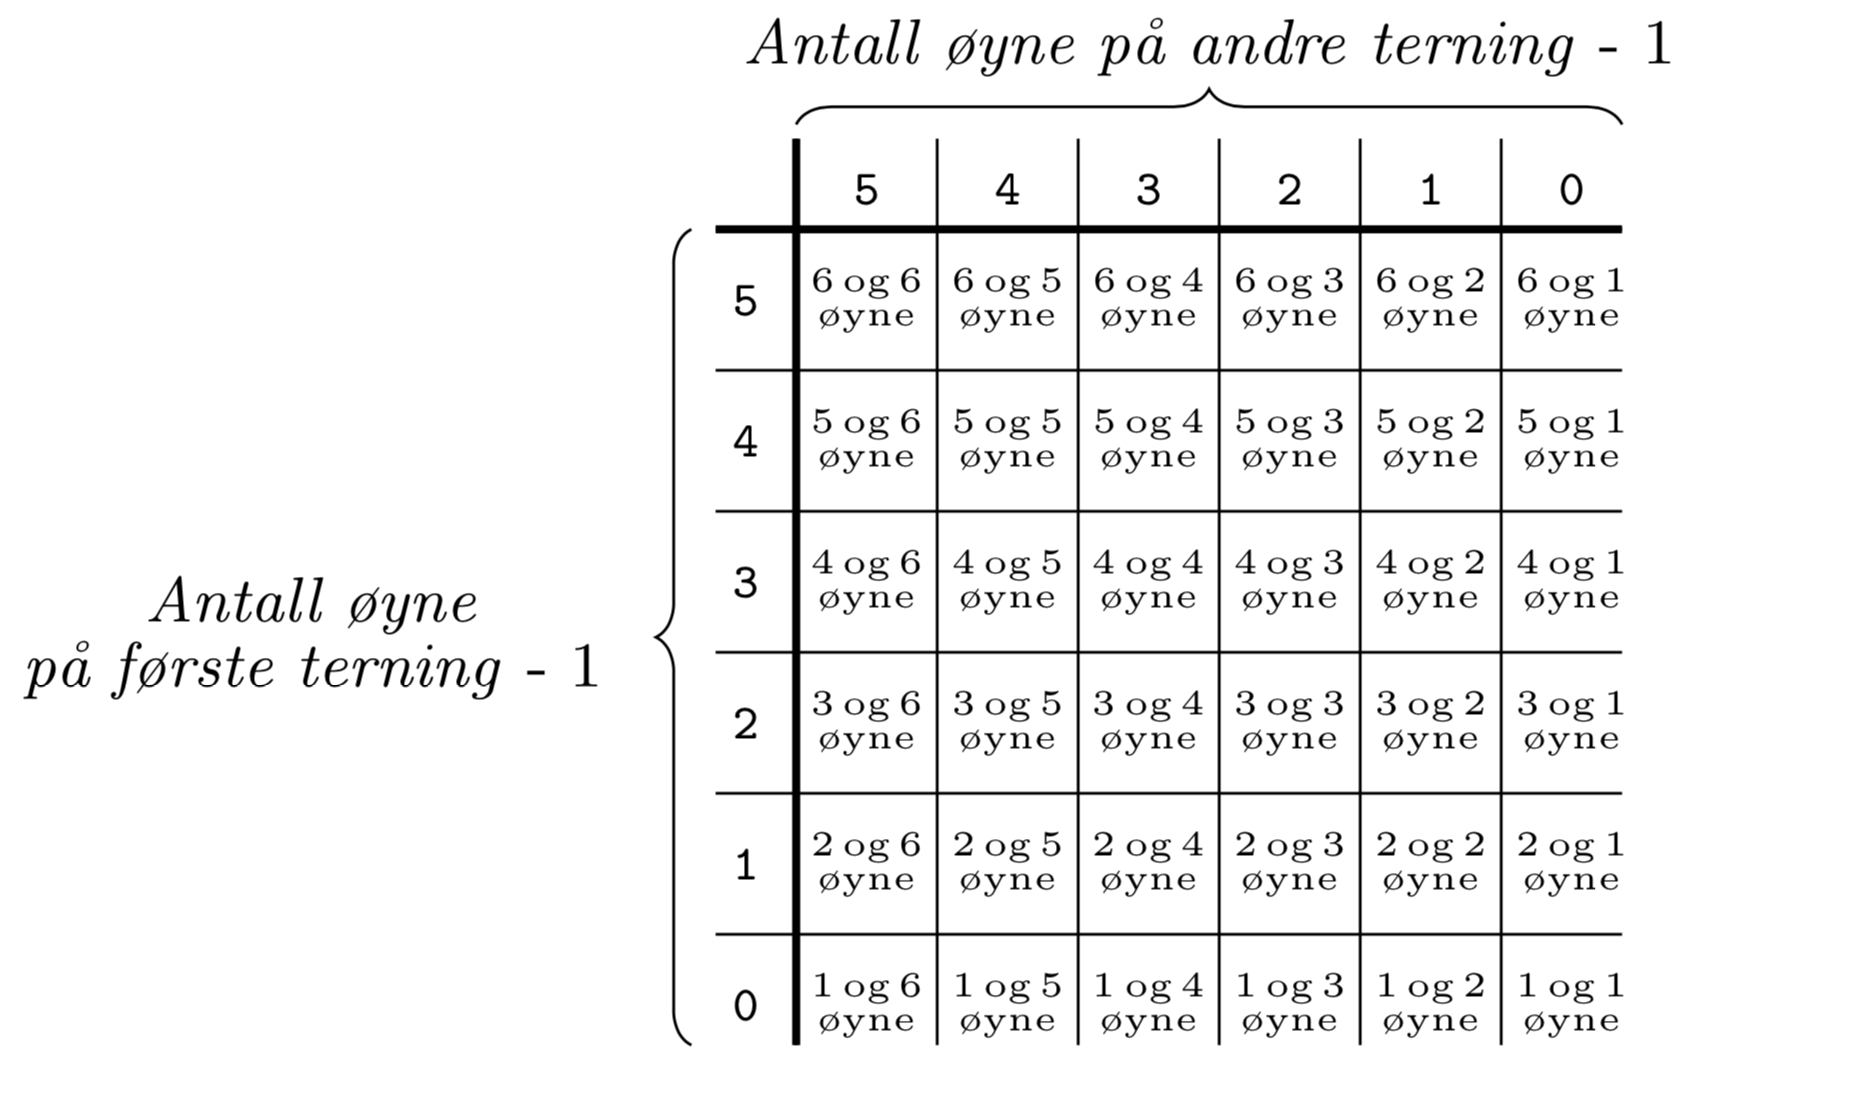 Antall øyne på andre terning - 1
5 4 3 2 1 0
5 6 og 6 6 og 5 6 og 4 6 og 3 6 og 2 6 og 1
øyne øyne øyne øyne øyne øyne
4 5 og 6 5 og 5 5 og 4 5 og 3 5 og 2 5 og 1
øyne øyne øyne øyne øyne øyne
Antall øyne
på første terning - 1
3 4 og 6 4 og 5 4 og 4 4 og 3 4 og 2 4 og 1
øyne øyne øyne øyne øyne øyne
2 3 og 6 3 og 5 3 og 4 3 og 3 3 og 2 3 og 1
øyne øyne øyne øyne øyne øyne
1 2 og 6 2 og 5 2 og 4 2 og 3 2 og 2 2 og 1
øyne øyne øyne øyne øyne øyne
0 1 og 6 1 og 5 1 og 4 1 og 3 1 og 2 1 og 1
øyne øyne øyne øyne øyne øyne